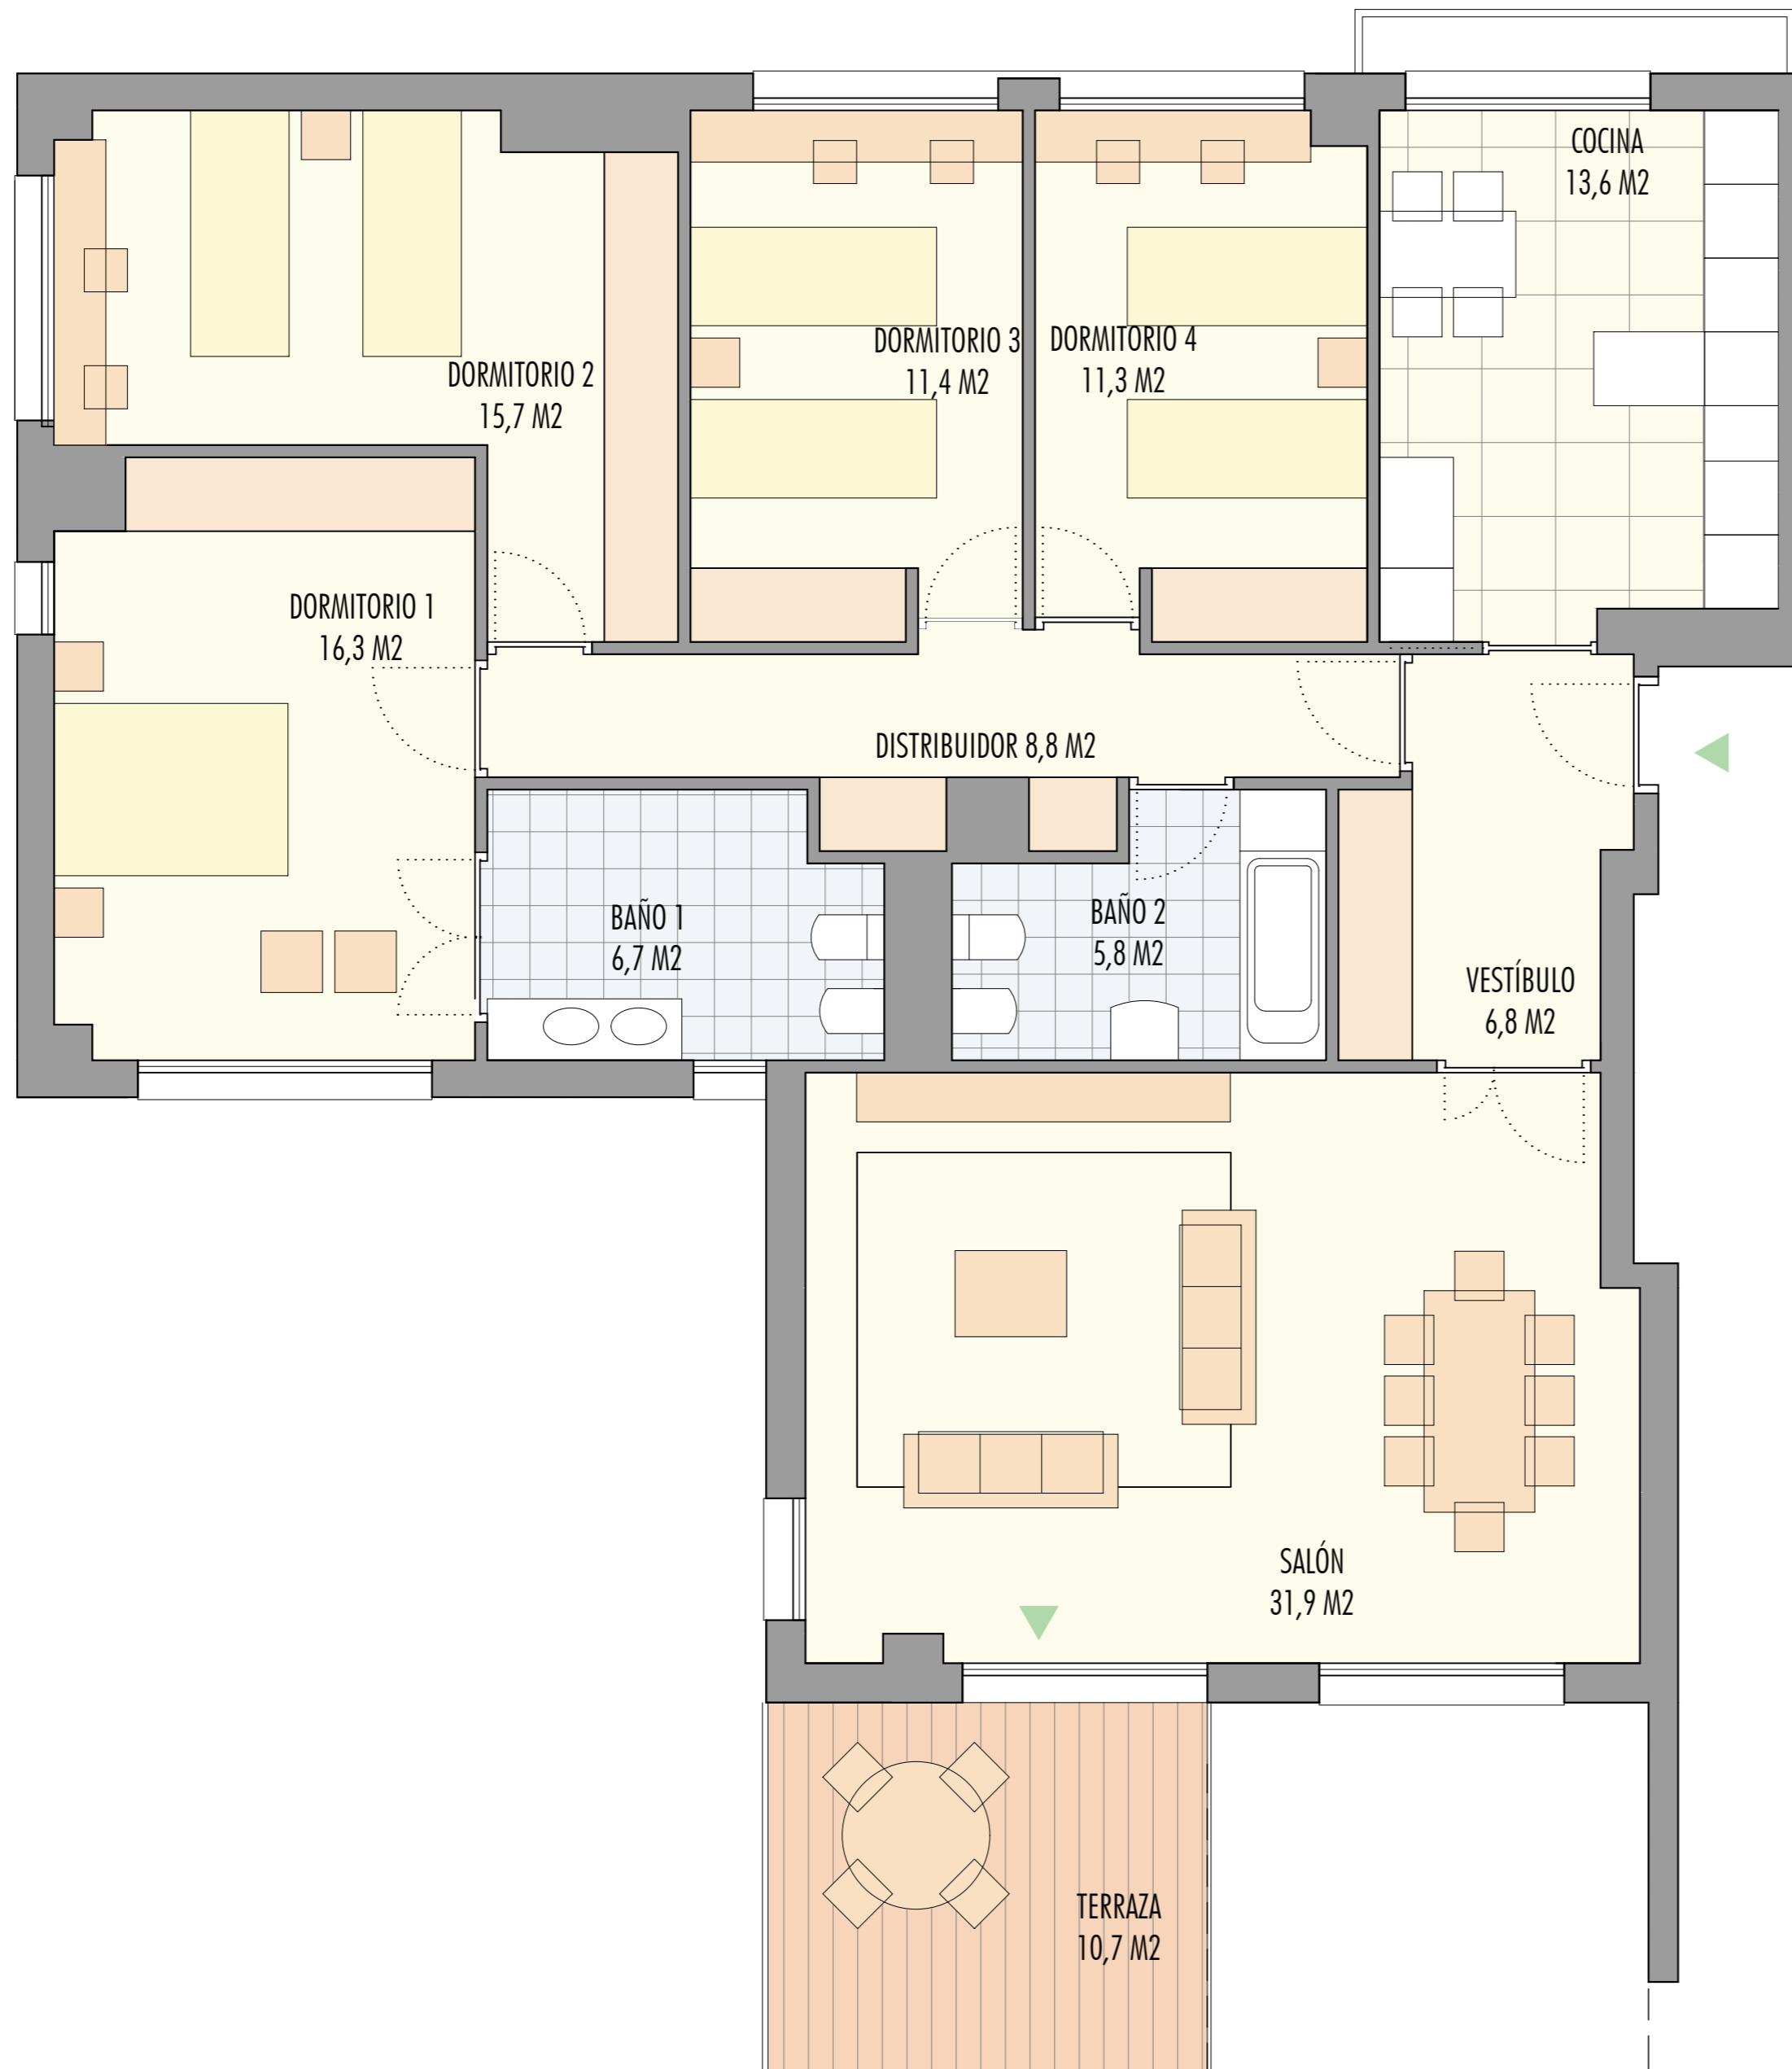 COCINA
13,6 M2
DORMITORIO 3
11,4 M2
DORMITORIO 4
11,3 M2
DORMITORIO 2
15,7 M2
DORMITORIO 1
16,3 M2
DISTRIBUIDOR 8,8 M2
BAÑO 1
6,7 M2
BAÑO 2
5,8 M2
VESTÍBULO
6,8 M2
SALÓN
31,9 M2
TERRAZA
10,7 M2